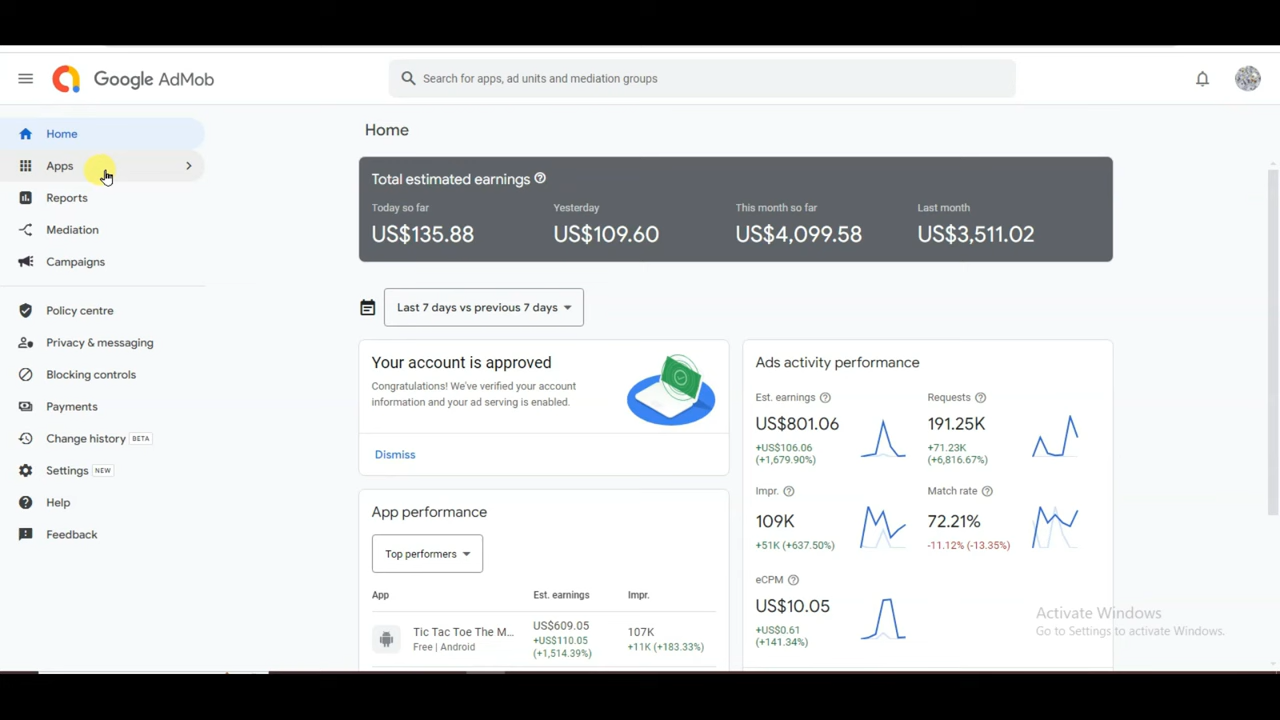 Google AdMob
Search for apps, ad units and mediation groups
Home
Apps
Reports
Mediation
Campaigns
Policy centre
Privacy & messaging
Blocking controls
Payments
Change history BETA
Settings NEW
Help
Feedback
Home
Total estimated earnings
Today so far
US$135.88
Yesterday
US$109.60
This month so far
US$4,099.58
Last month
US$3,511.02
Last 7 days vs previous 7 days
Your account is approved
Congratulations! We've verified your account
information and your ad serving is enabled.
Dismiss
App performance
Top performers
App Est. earnings Impr.
Tic Tac Toe The M...
Free | Android
US$609.05
+US$110.05
(+1,514.39%)
107K
+11K (+183.33%)
Ads activity performance
Est. earnings
US$801.06
+US$106.06
(+1,679.90%)
Requests
191.25K
+71.23K
(+6,816.67%)
Impr.
109K
+51K (+637.50%)
Match rate
72.21%
-11.12% (-13.35%)
eCPM
US$10.05
+US$0.61
(+141.34%)
Activate Windows
Go to Settings to activate Windows.